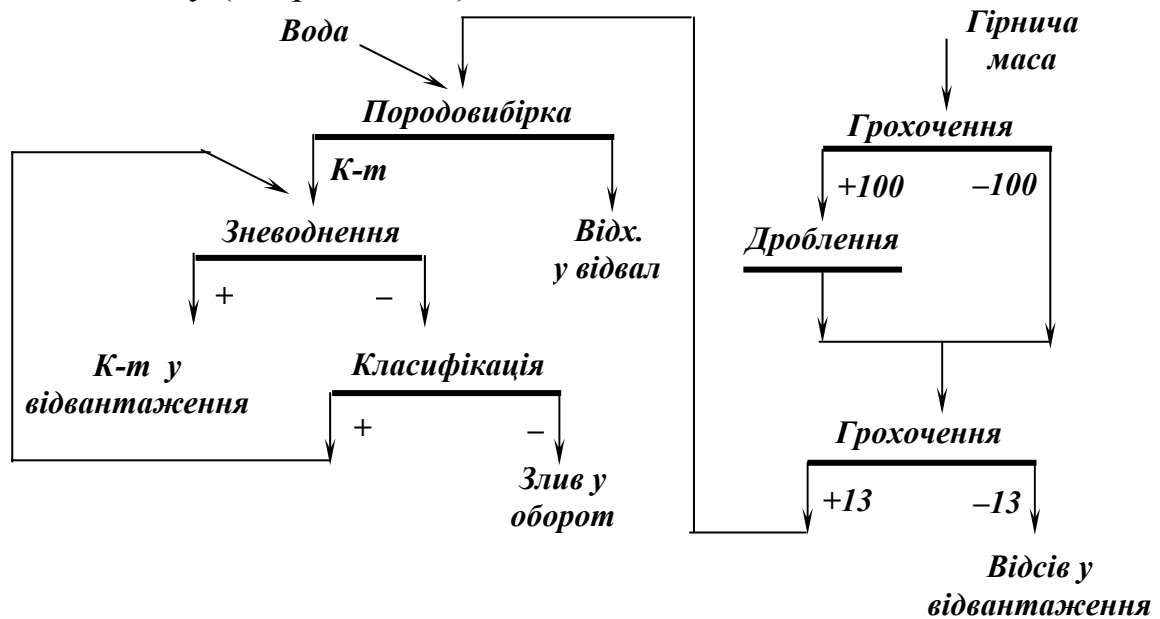 Вода
Гірнича
маса
Породовибірка
Грохочення
К-т
+100
–100
Зневоднення
Відх.
у відвал
Дроблення
+
–
К-т у
відвантаження
Класифікація
+
–
Грохочення
Злив у
оборот
+13
–13
Відсів у
відвантаження